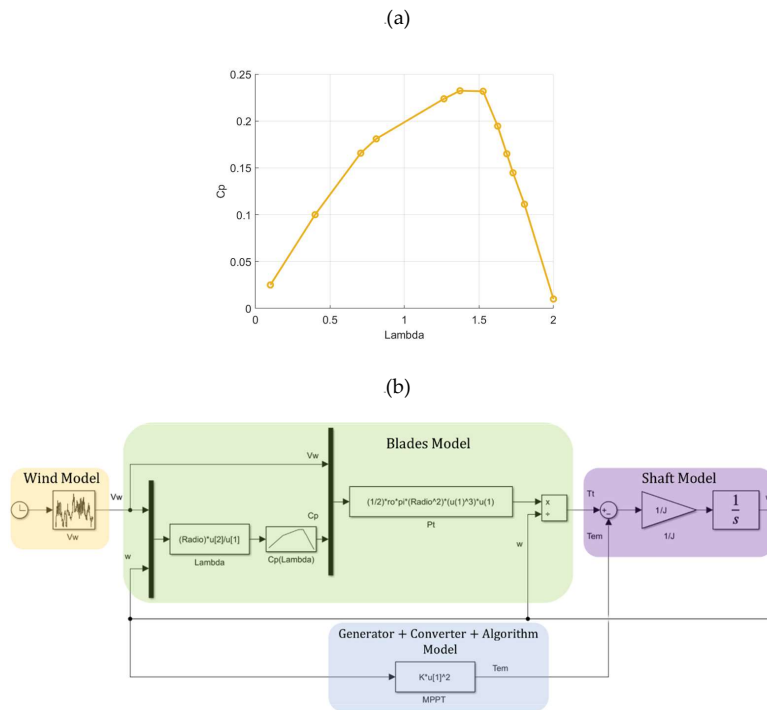 (a)
0.25
0.2
0.15
Cp
0.1
0.05
0
0 0.5 1 1.5 2
Lambda
(b)
Blades Model
Wind Model
Shaft Model
Vw
Vw
Vw
w
(Radio)*u[2]/u[1]
Lambda
Cp
Cp(Lambda)
(1/2)*ro*pi*(Radio^2)*(u(1)^3)*u(1)
Pt
x
÷
w
Tt
+
−
Tem
1/J
1/J
1
s
Generator + Converter + Algorithm
Model
K*u[1]^2
MPPT
Tem